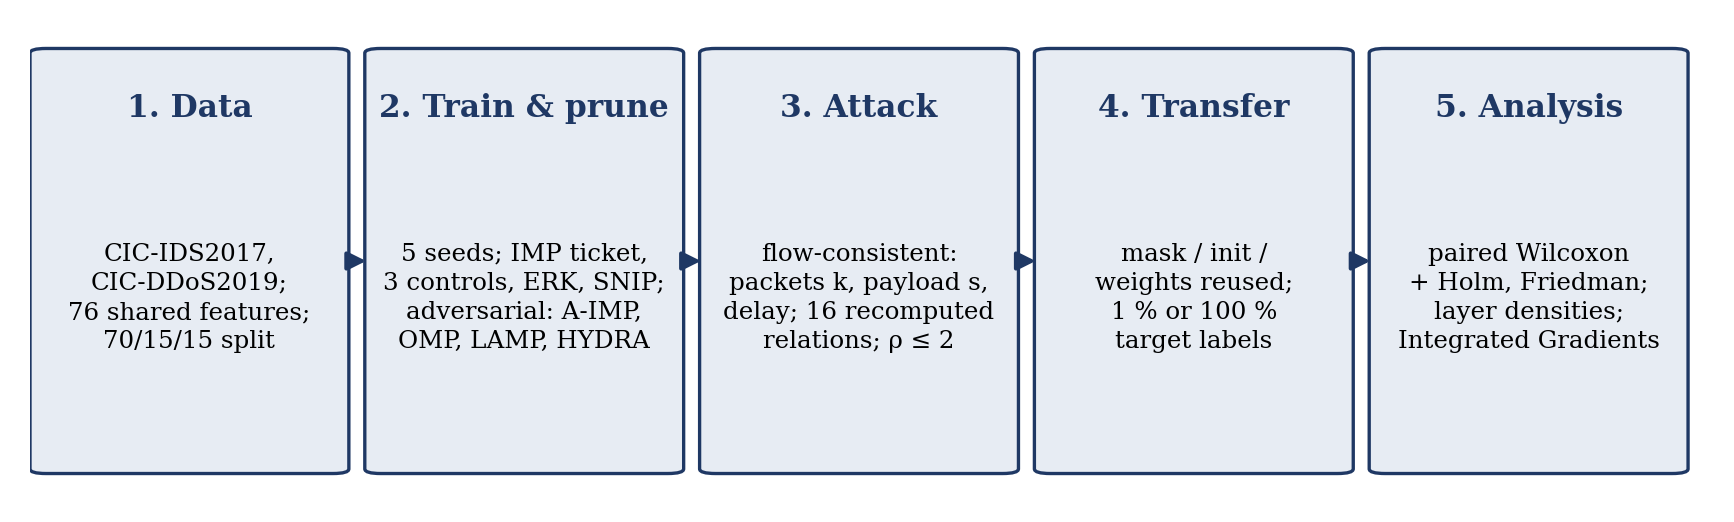 1. Data
CIC-IDS2017,
CIC-DDoS2019;
76 shared features;
70/15/15 split
2. Train & prune
5 seeds; IMP ticket,
3 controls, ERK, SNIP;
adversarial: A-IMP,
OMP, LAMP, HYDRA
3. Attack
flow-consistent:
packets k, payload s,
delay; 16 recomputed
relations; ρ ≤ 2
4. Transfer
mask / init /
weights reused;
1 % or 100 %
target labels
5. Analysis
paired Wilcoxon
+ Holm, Friedman;
layer densities;
Integrated Gradients